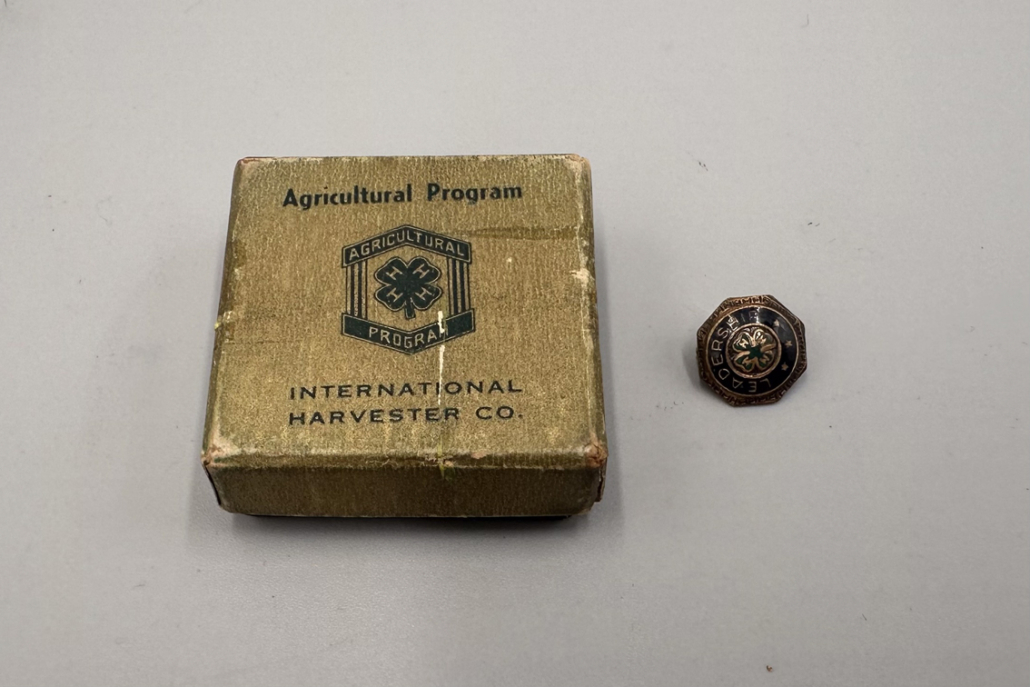 Agricultural Program
AGRICULTURAL
H H
H H
PROGRAM
INTERNATIONAL
HARVESTER CO.
LEADERSHIP
H H
H H